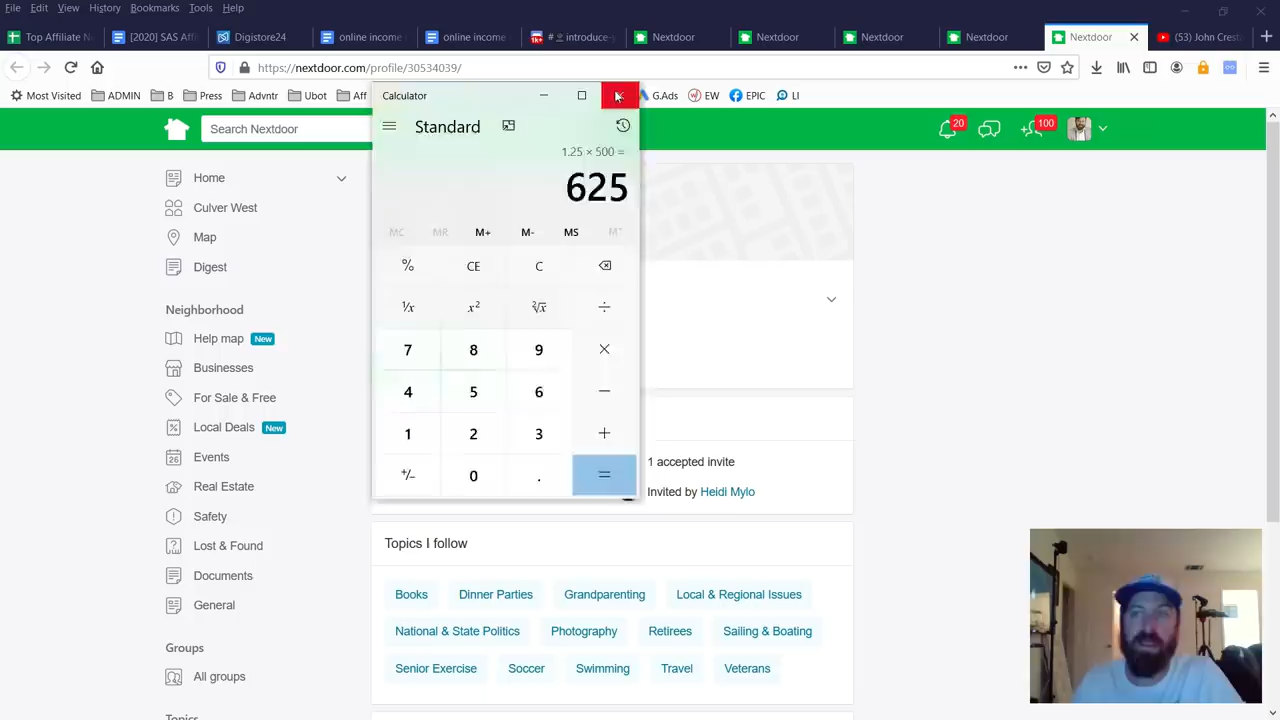 File Edit View History Bookmarks Tools Help
Top Affiliate N
[2020] SAS Affi
Digistore24
online income
online income
introduce-y
Nextdoor
Nextdoor
Nextdoor
Nextdoor
Nextdoor
(53) John Crest
https://nextdoor.com/profile/30534039/
Most Visited
ADMIN
B
Press
Advntr
Ubot
Aff
G.Ads
EW
EPIC
LI
Calculator
Standard
1.25 × 500 =
625
MC MR M+ M- MS
% CE C
1/x x² ²√x ÷
7 8 9 ×
4 5 6 −
1 2 3 +
+/− 0 . =
Search Nextdoor
20
100
Home
Culver West
Map
Digest
Neighborhood
Help map New
Businesses
For Sale & Free
Local Deals New
Events
Real Estate
Safety
Lost & Found
Documents
General
Groups
All groups
Topics
1 accepted invite
Invited by Heidi Mylo
Topics I follow
Books Dinner Parties Grandparenting Local & Regional Issues
National & State Politics Photography Retirees Sailing & Boating
Senior Exercise Soccer Swimming Travel Veterans